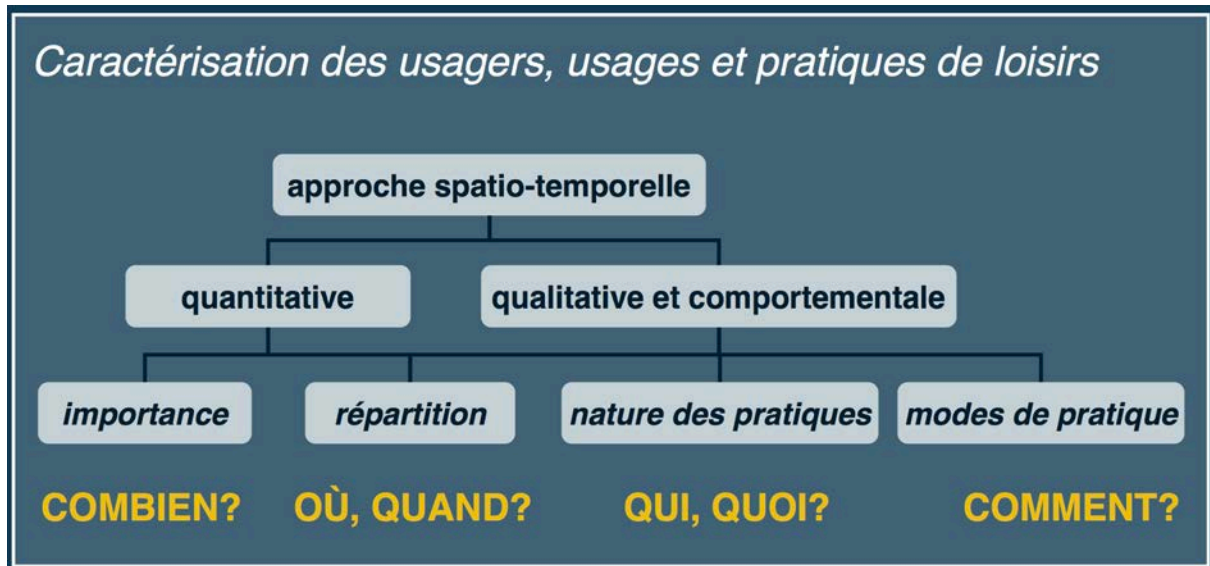 Caractérisation des usagers, usages et pratiques de loisirs
approche spatio-temporelle
quantitative
qualitative et comportementale
importance
répartition
nature des pratiques
modes de pratique
COMBIEN?
OÙ, QUAND?
QUI, QUOI?
COMMENT?